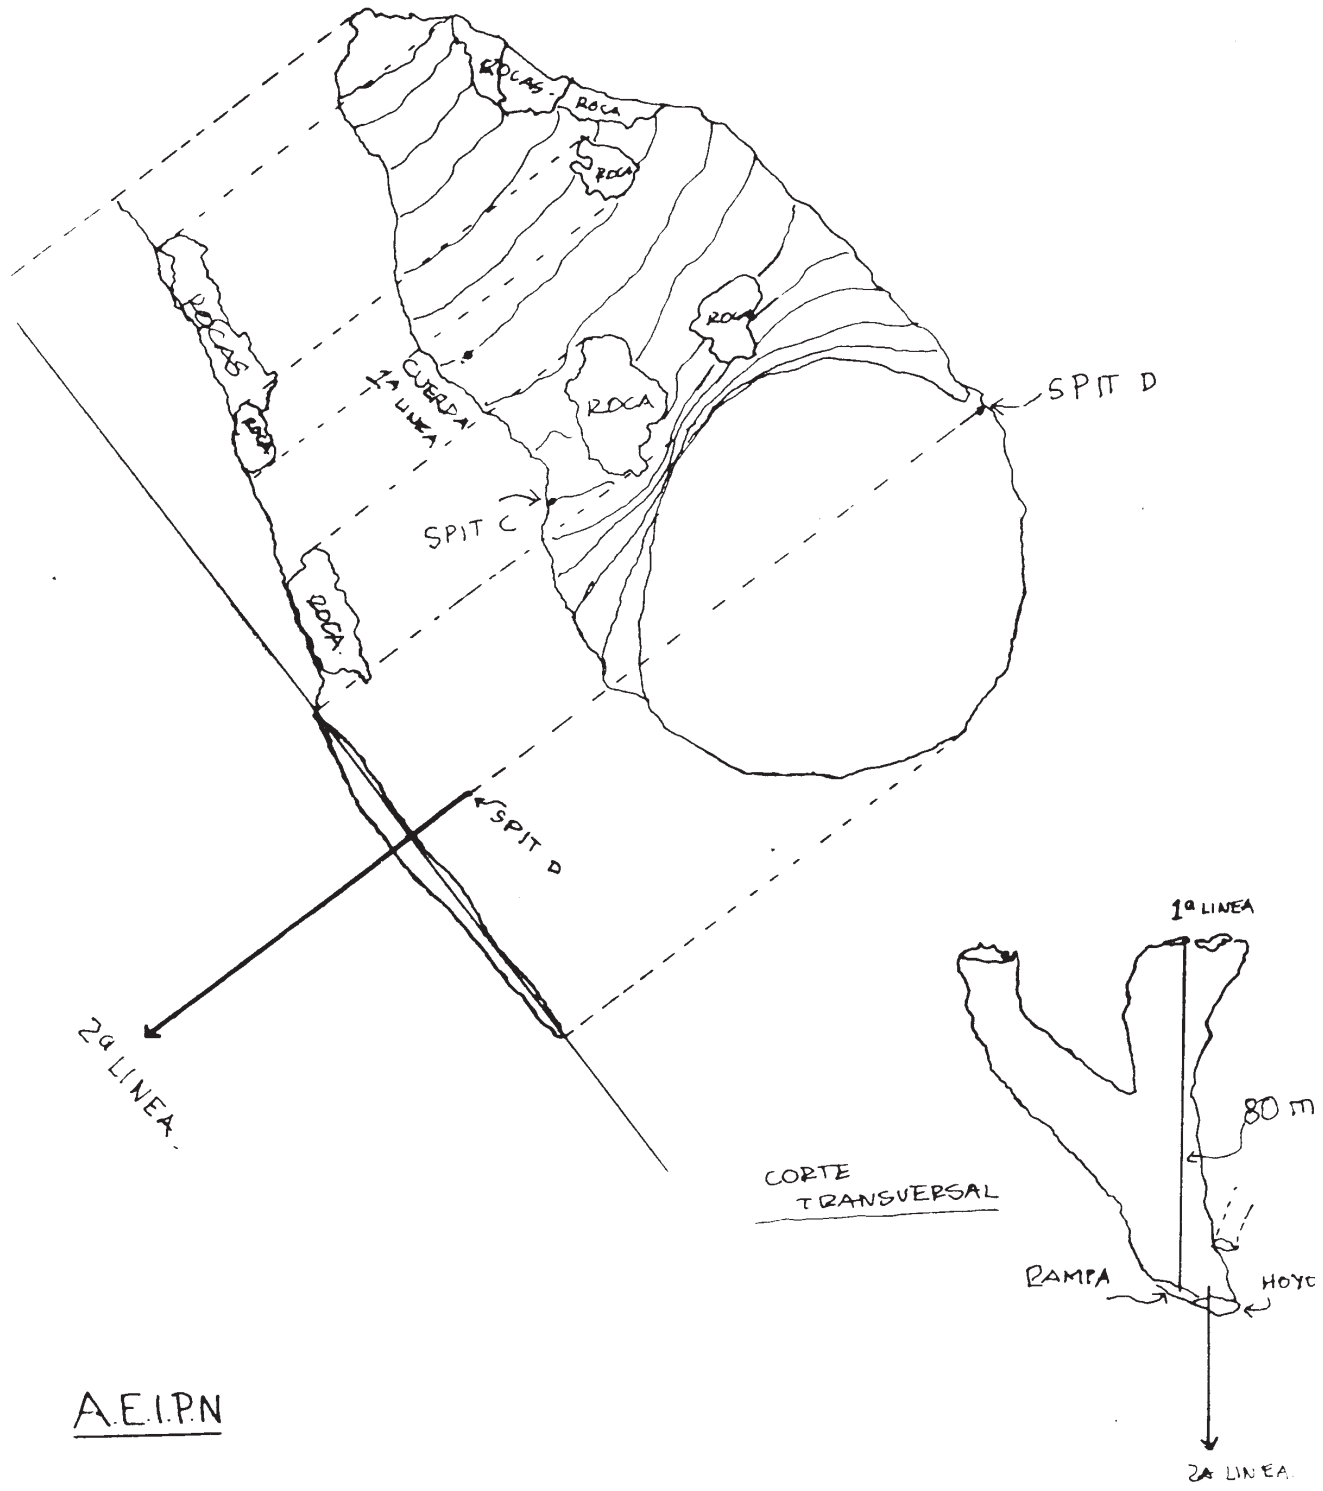 ROCAS.
ROCA
ROCA
ROCAS
ROCA
ROCA
ROCA
CUERDA
1ª LINEA
ROCA
SPIT D
SPIT C
ROCA.
SPIT D
2ª LINEA.
1ª LINEA
80 m
CORTE
TRANSVERSAL
RAMPA
HOYO
A.E.I.P.N
2A LINEA.